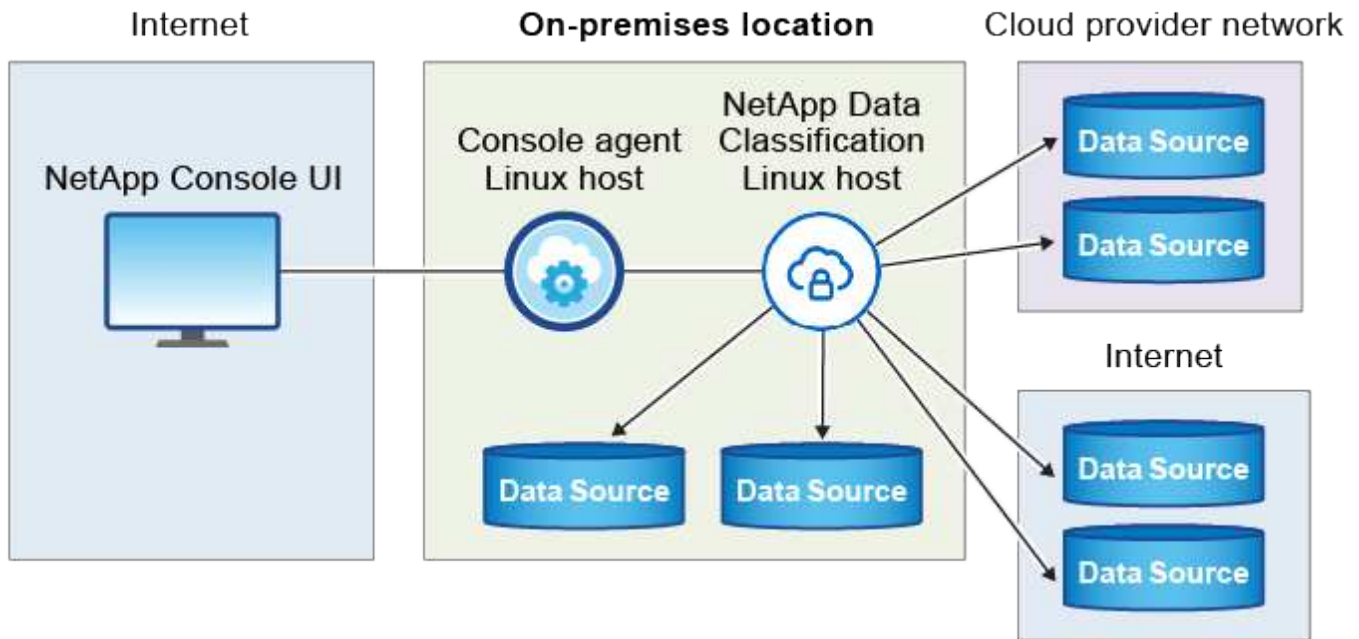 Internet
On-premises location
Cloud provider network
NetApp Console UI
Console agent
Linux host
NetApp Data
Classification
Linux host
Data Source
Data Source
Data Source
Data Source
Internet
Data Source
Data Source